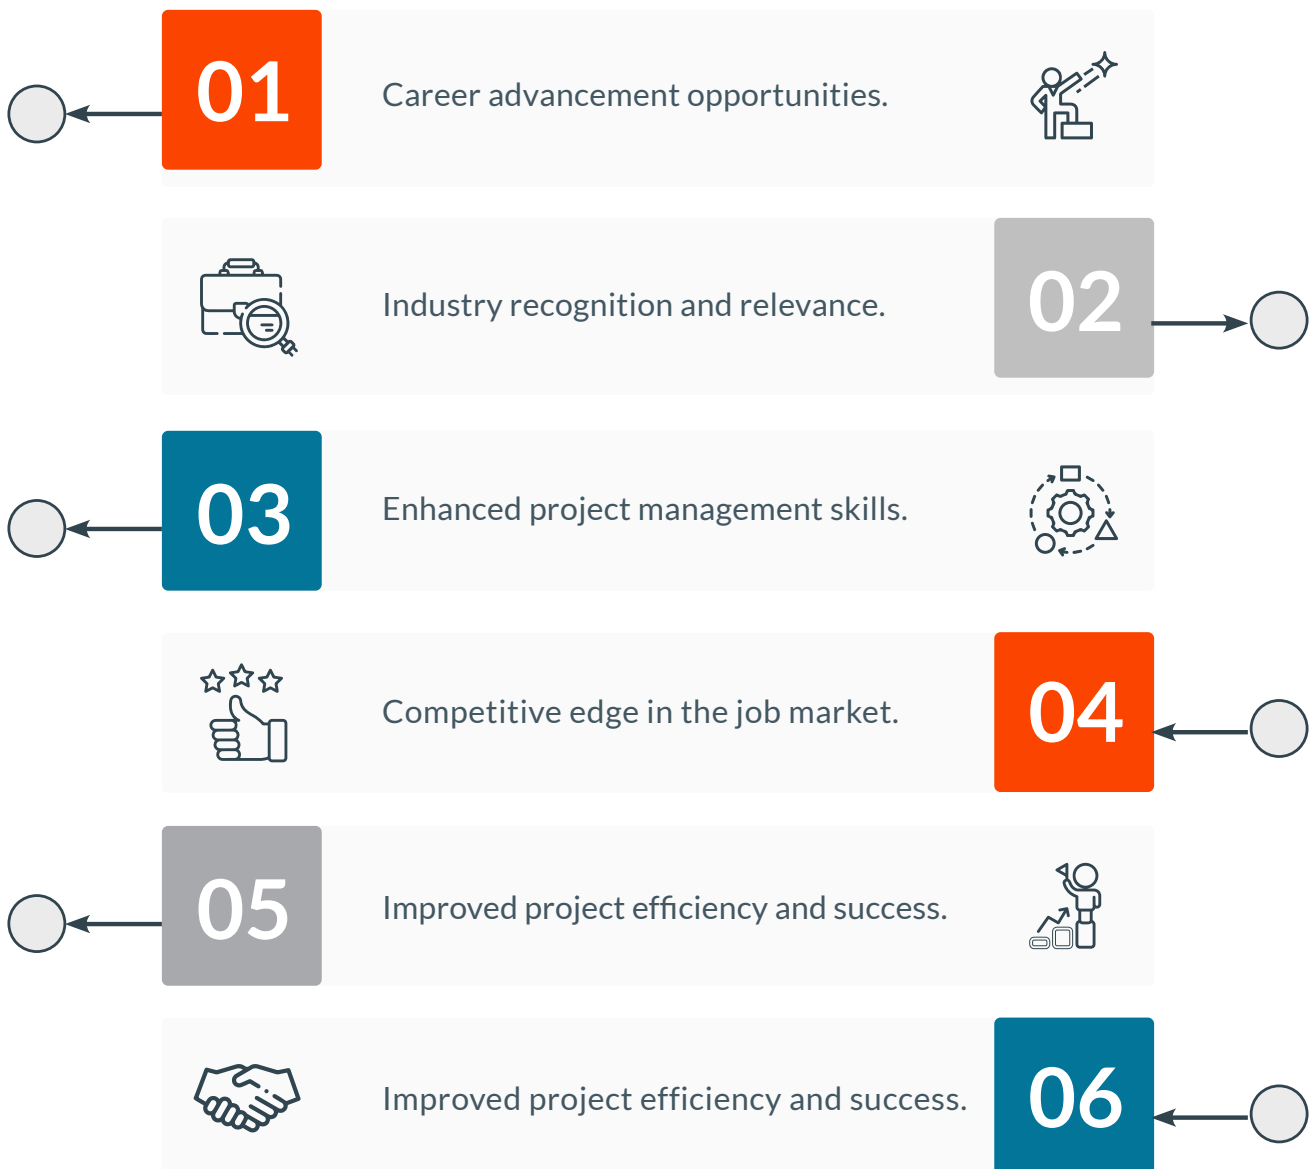 01
Career advancement opportunities.
Industry recognition and relevance.
02
03
Enhanced project management skills.
Competitive edge in the job market.
04
05
Improved project efficiency and success.
Improved project efficiency and success.
06